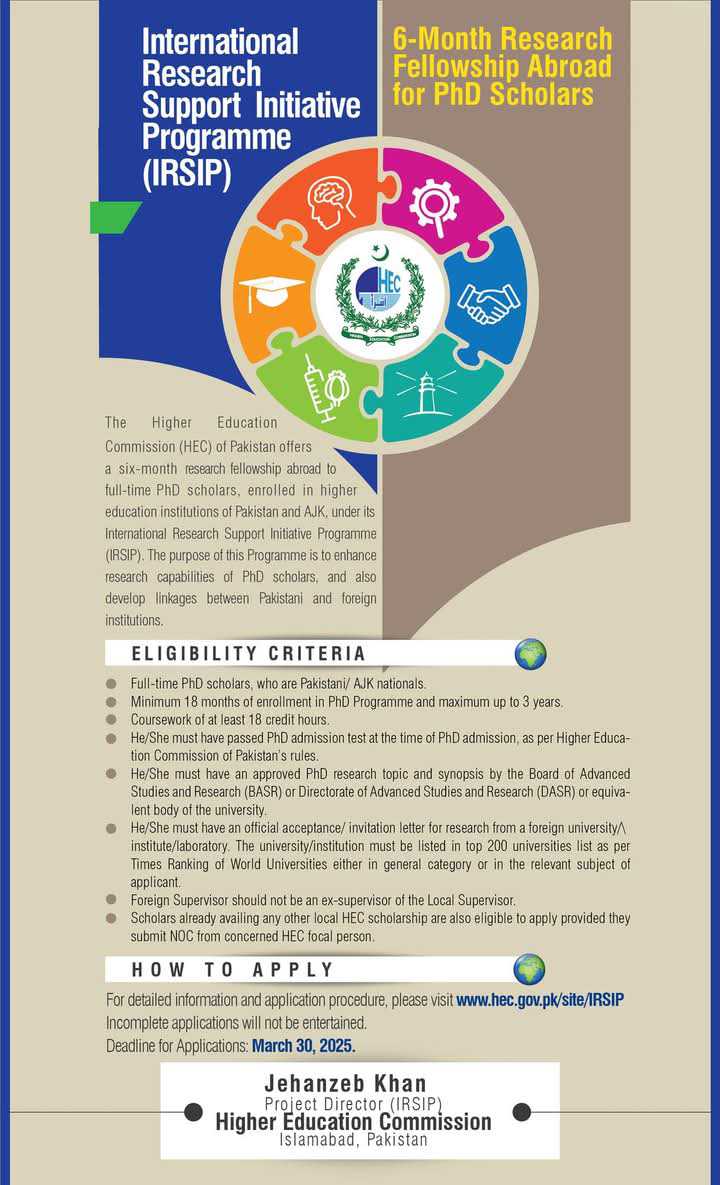 International
Research
Support Initiative
Programme
(IRSIP)
6-Month Research
Fellowship Abroad
for PhD Scholars
HEC
HIGHER EDUCATION COMMISSION
The Higher Education
Commission (HEC) of Pakistan offers
a six-month research fellowship abroad to
full-time PhD scholars, enrolled in higher
education institutions of Pakistan and AJK, under its
International Research Support Initiative Programme
(IRSIP). The purpose of this Programme is to enhance
research capabilities of PhD scholars, and also
develop linkages between Pakistani and foreign
institutions.
ELIGIBILITY CRITERIA
Full-time PhD scholars, who are Pakistani/ AJK nationals.
Minimum 18 months of enrollment in PhD Programme and maximum up to 3 years.
Coursework of at least 18 credit hours.
He/She must have passed PhD admission test at the time of PhD admission, as per Higher Educa-
tion Commission of Pakistan's rules.
He/She must have an approved PhD research topic and synopsis by the Board of Advanced
Studies and Research (BASR) or Directorate of Advanced Studies and Research (DASR) or equiva-
lent body of the university.
He/She must have an official acceptance/ invitation letter for research from a foreign university/\
institute/laboratory. The university/institution must be listed in top 200 universities list as per
Times Ranking of World Universities either in general category or in the relevant subject of
applicant.
Foreign Supervisor should not be an ex-supervisor of the Local Supervisor.
Scholars already availing any other local HEC scholarship are also eligible to apply provided they
submit NOC from concerned HEC focal person.
HOW TO APPLY
For detailed information and application procedure, please visit www.hec.gov.pk/site/IRSIP
Incomplete applications will not be entertained.
Deadline for Applications: March 30, 2025.
Jehanzeb Khan
Project Director (IRSIP)
Higher Education Commission
Islamabad, Pakistan